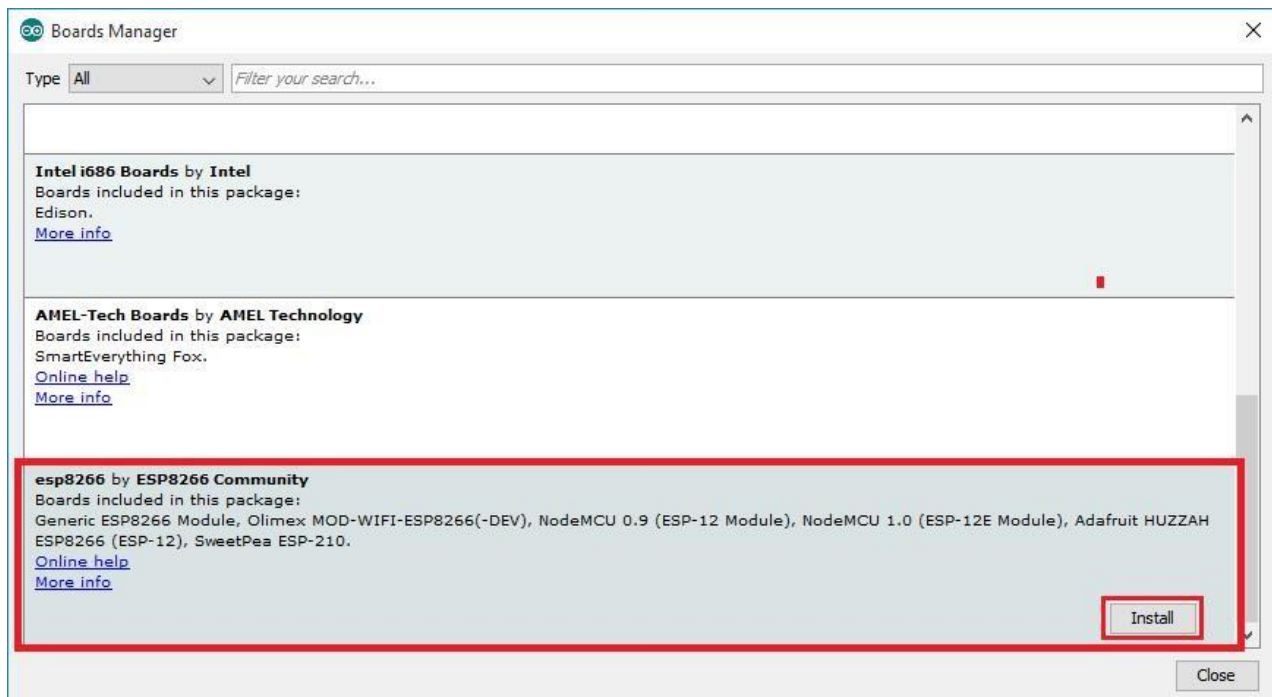 Boards Manager
Type All Filter your search...
Intel i686 Boards by Intel
Boards included in this package:
Edison.
More info
AMEL-Tech Boards by AMEL Technology
Boards included in this package:
SmartEverything Fox.
Online help
More info
esp8266 by ESP8266 Community
Boards included in this package:
Generic ESP8266 Module, Olimex MOD-WIFI-ESP8266(-DEV), NodeMCU 0.9 (ESP-12 Module), NodeMCU 1.0 (ESP-12E Module), Adafruit HUZZAH
ESP8266 (ESP-12), SweetPea ESP-210.
Online help
More info
Install
Close